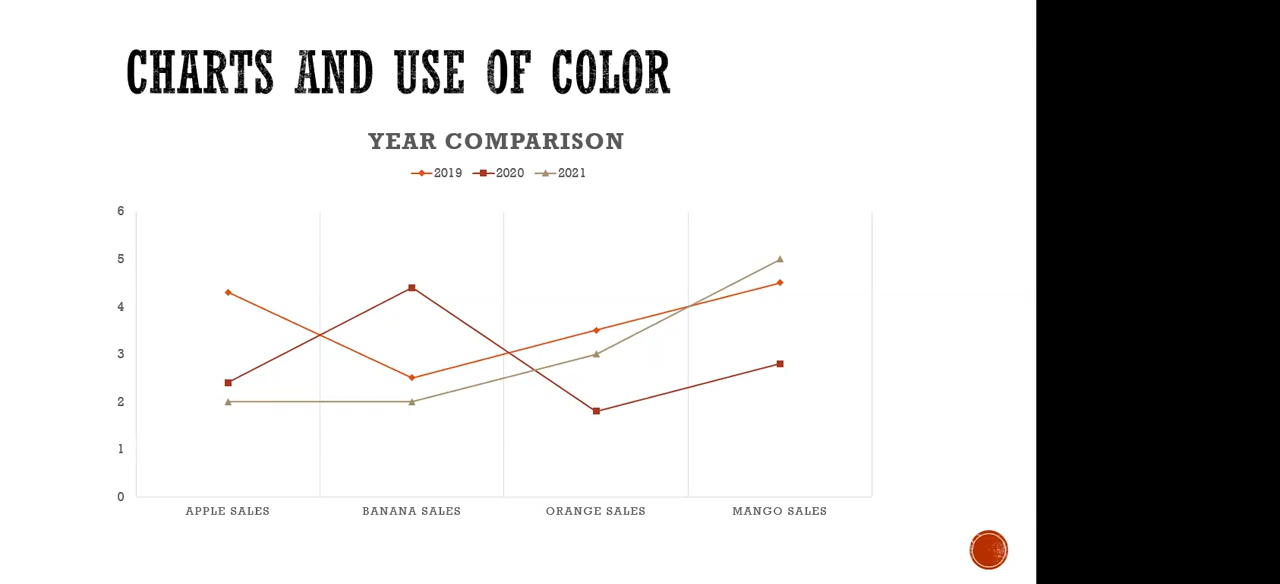 CHARTS AND USE OF COLOR
YEAR COMPARISON
2019 2020 2021
6
5
4
3
2
1
0
APPLE SALES BANANA SALES ORANGE SALES MANGO SALES